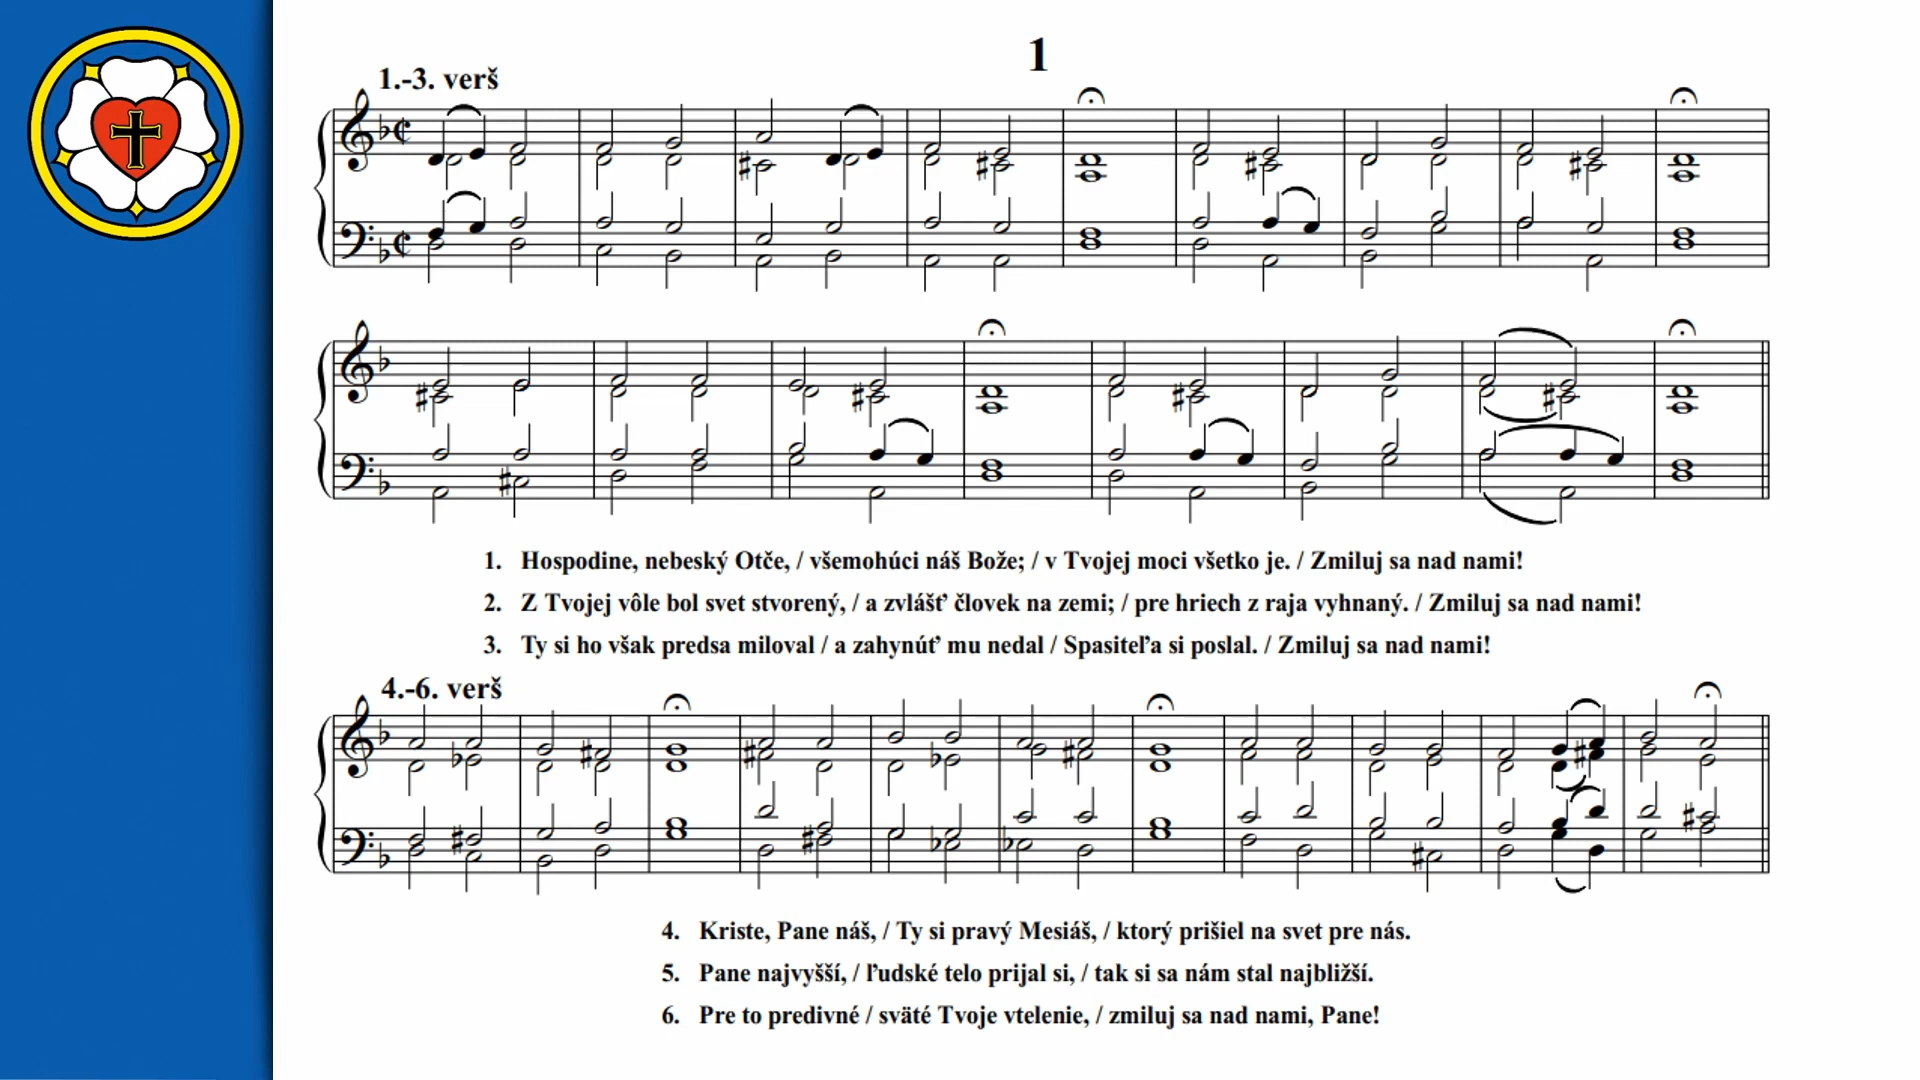 1
1.-3. verš
1. Hospodine, nebeský Otče, / všemohúci náš Bože; / v Tvojej moci všetko je. / Zmiluj sa nad nami!
2. Z Tvojej vôle bol svet stvorený, / a zvlášť človek na zemi; / pre hriech z raja vyhnaný. / Zmiluj sa nad nami!
3. Ty si ho však predsa miloval / a zahynúť mu nedal / Spasiteľa si poslal. / Zmiluj sa nad nami!
4.-6. verš
4. Kriste, Pane náš, / Ty si pravý Mesiáš, / ktorý prišiel na svet pre nás.
5. Pane najvyšší, / ľudské telo prijal si, / tak si sa nám stal najbližší.
6. Pre to predivné / sväté Tvoje vtelenie, / zmiluj sa nad nami, Pane!